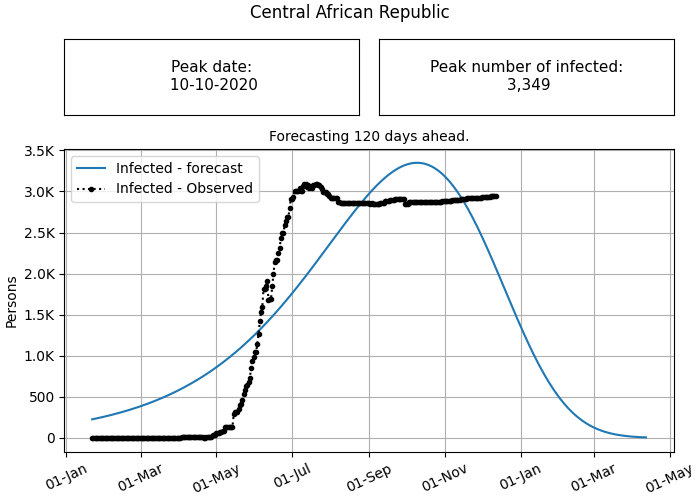 Central African Republic
Peak date:
10-10-2020
Peak number of infected:
3,349
Forecasting 120 days ahead.
Infected - forecast
Infected - Observed
Persons
3.5K
3.0K
2.5K
2.0K
1.5K
1.0K
500
0
01-Jan
01-Mar
01-May
01-Jul
01-Sep
01-Nov
01-Jan
01-Mar
01-May